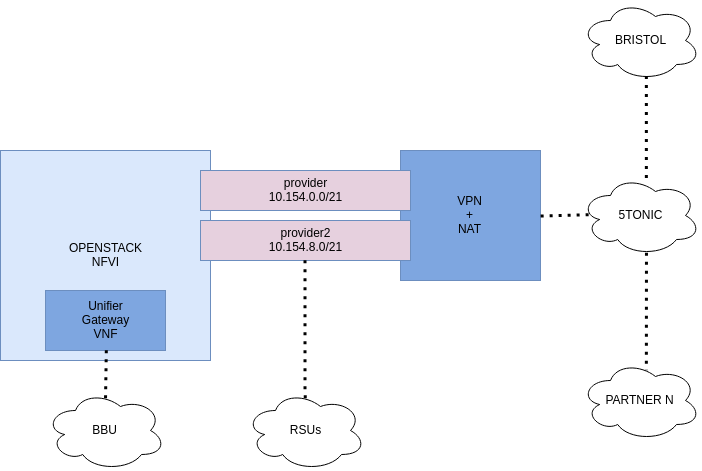 BRISTOL
provider
10.154.0.0/21
VPN
+
NAT
5TONIC
provider2
10.154.8.0/21
OPENSTACK
NFVI
Unifier
Gateway
VNF
BBU
RSUs
PARTNER N